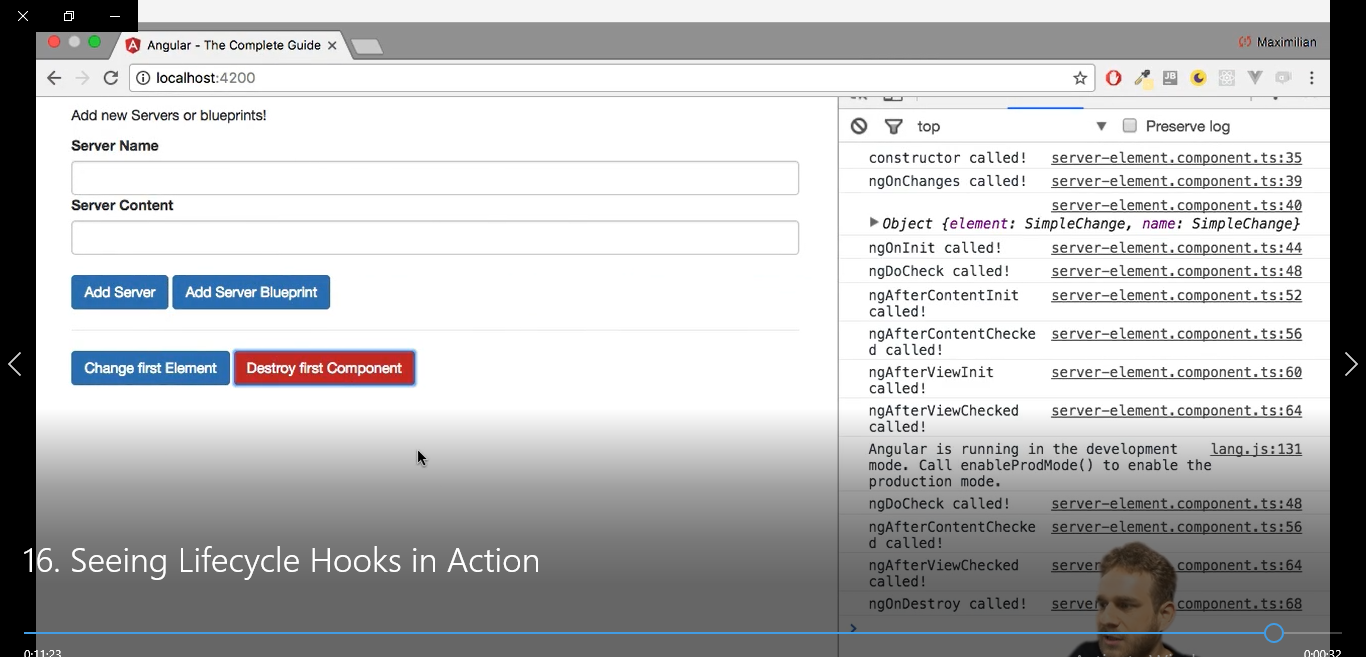 Angular - The Complete Guide
Maximilian
localhost:4200
Add new Servers or blueprints!
Server Name
Server Content
Add Server
Add Server Blueprint
Change first Element
Destroy first Component
top
Preserve log
constructor called! server-element.component.ts:35
ngOnChanges called! server-element.component.ts:39
server-element.component.ts:40
Object {element: SimpleChange, name: SimpleChange}
ngOnInit called! server-element.component.ts:44
ngDoCheck called! server-element.component.ts:48
ngAfterContentInit server-element.component.ts:52
called!
ngAfterContentChecke server-element.component.ts:56
d called!
ngAfterViewInit server-element.component.ts:60
called!
ngAfterViewChecked server-element.component.ts:64
called!
Angular is running in the development lang.js:131
mode. Call enableProdMode() to enable the
production mode.
ngDoCheck called! server-element.component.ts:48
ngAfterContentChecke server-element.component.ts:56
d called!
ngAfterViewChecked server component.ts:64
called!
ngOnDestroy called! serve component.ts:68
16. Seeing Lifecycle Hooks in Action
0:11:23
0:00:32